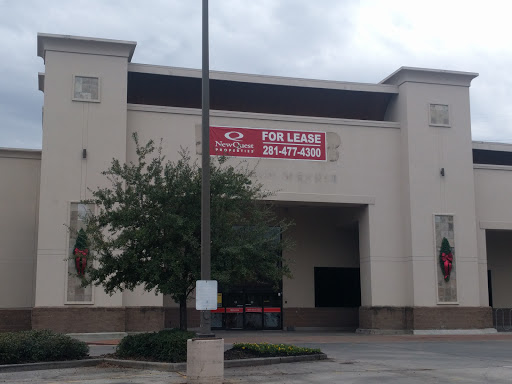 NewQuest
PROPERTIES
FOR LEASE
281-477-4300